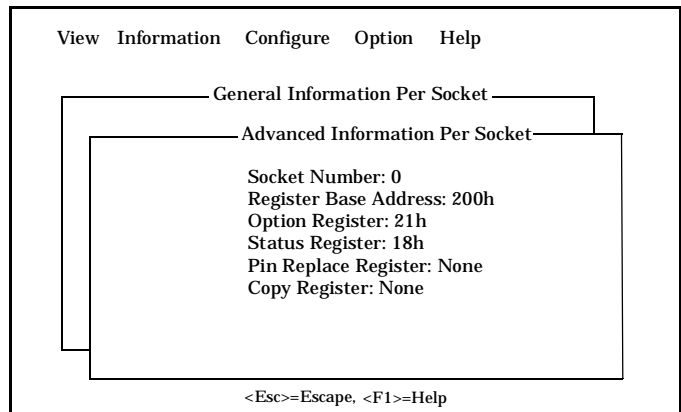 View Information Configure Option Help
General Information Per Socket
Advanced Information Per Socket
Socket Number: 0
Register Base Address: 200h
Option Register: 21h
Status Register: 18h
Pin Replace Register: None
Copy Register: None
<Esc>=Escape, <F1>=Help